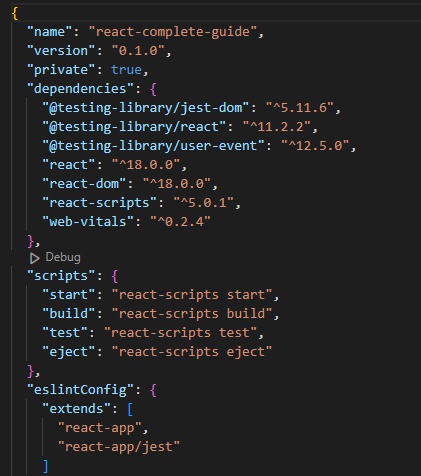 {
"name": "react-complete-guide",
"version": "0.1.0",
"private": true,
"dependencies": {
"@testing-library/jest-dom": "^5.11.6",
"@testing-library/react": "^11.2.2",
"@testing-library/user-event": "^12.5.0",
"react": "^18.0.0",
"react-dom": "^18.0.0",
"react-scripts": "^5.0.1",
"web-vitals": "^0.2.4"
},
Debug
"scripts": {
"start": "react-scripts start",
"build": "react-scripts build",
"test": "react-scripts test",
"eject": "react-scripts eject"
},
"eslintConfig": {
"extends": [
"react-app",
"react-app/jest"
]